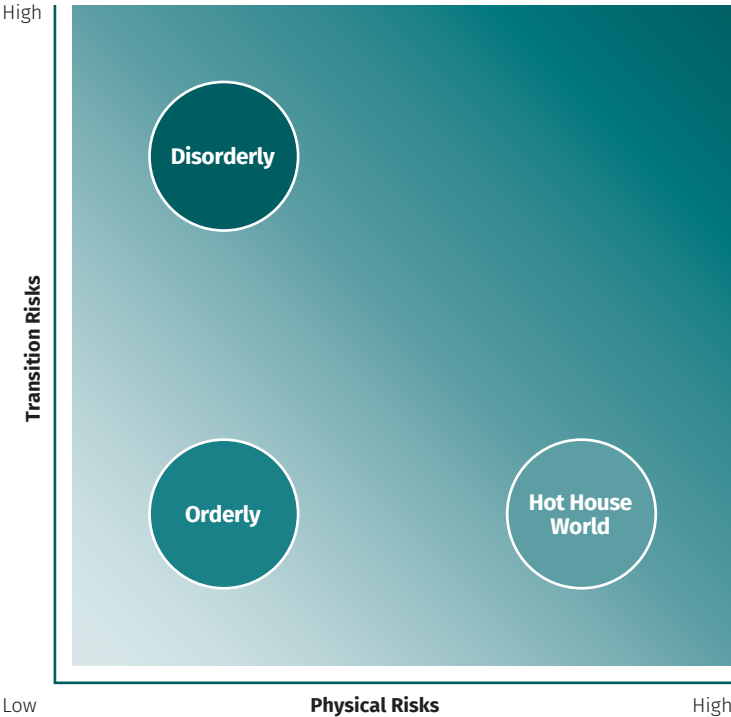 High
Disorderly
Transition Risks
Orderly
Hot House
World
Low
Physical Risks
High